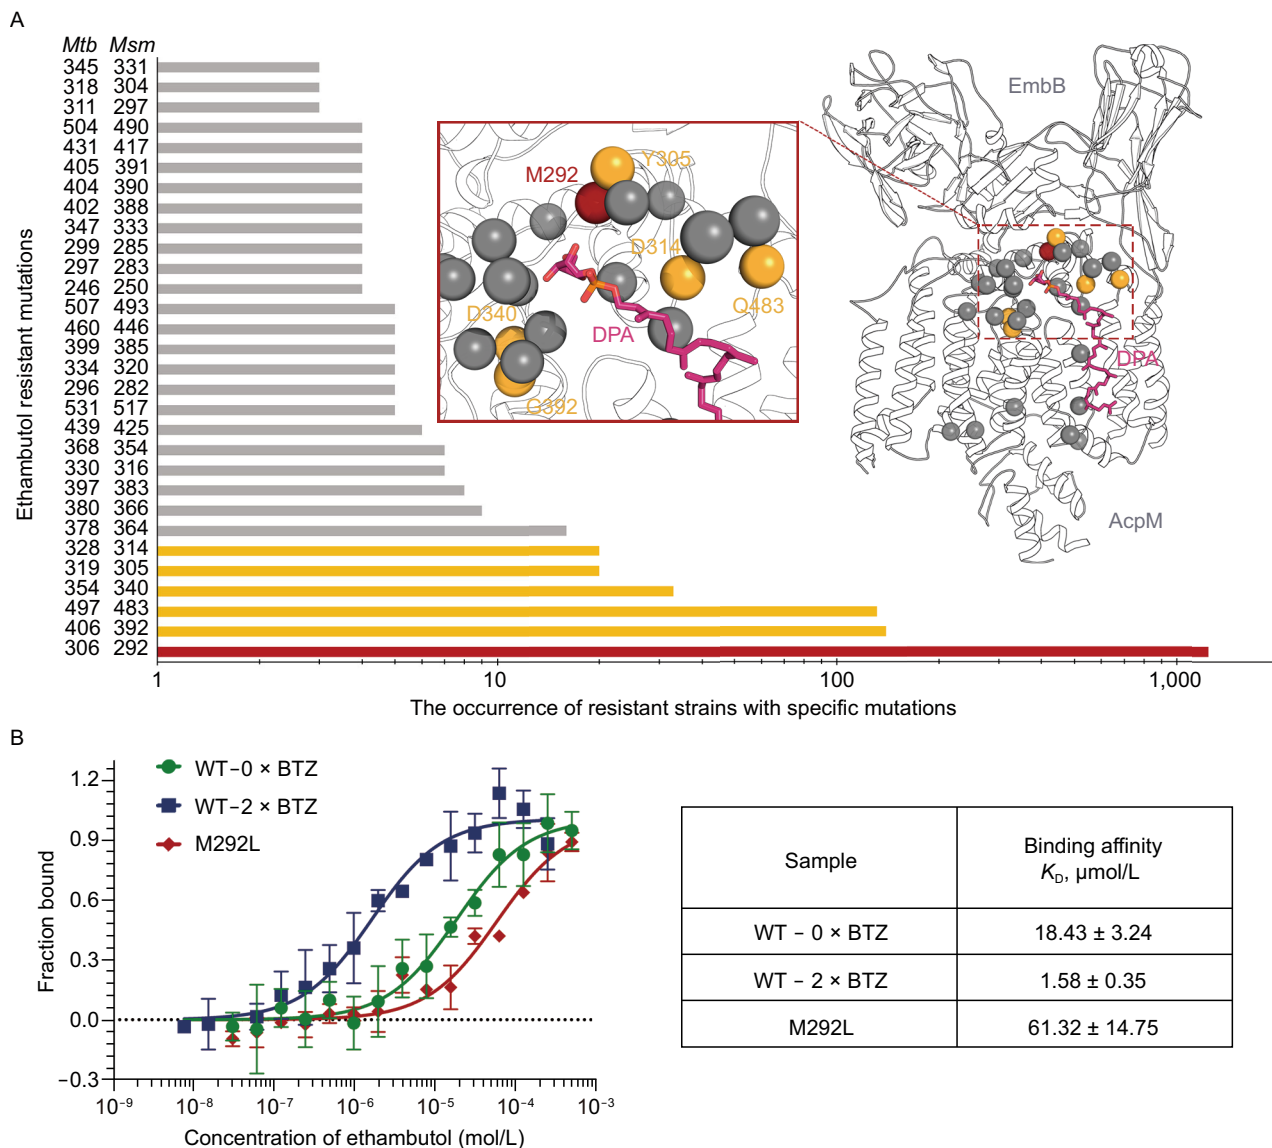 A
Mtb Msm
345 331
318 304
311 297
504 490
431 417
405 391
404 390
402 388
347 333
299 285
297 283
246 250
507 493
460 446
399 385
334 320
296 282
531 517
439 425
368 354
330 316
397 383
380 366
378 364
328 314
319 305
354 340
497 483
406 392
306 292
Ethambutol resistant mutations
1 10 100 1,000
The occurrence of resistant strains with specific mutations
M292
Y305
D314
Q483
D340
DPA
G392
EmbB
DPA
AcpM
B
WT−0 × BTZ
WT−2 × BTZ
M292L
Fraction bound
1.2
0.9
0.6
0.3
0.0
−0.3
10⁻⁹ 10⁻⁸ 10⁻⁷ 10⁻⁶ 10⁻⁵ 10⁻⁴ 10⁻³
Concentration of ethambutol (mol/L)
Sample
Binding affinity
K_D, μmol/L
WT − 0 × BTZ 18.43 ± 3.24
WT − 2 × BTZ 1.58 ± 0.35
M292L 61.32 ± 14.75